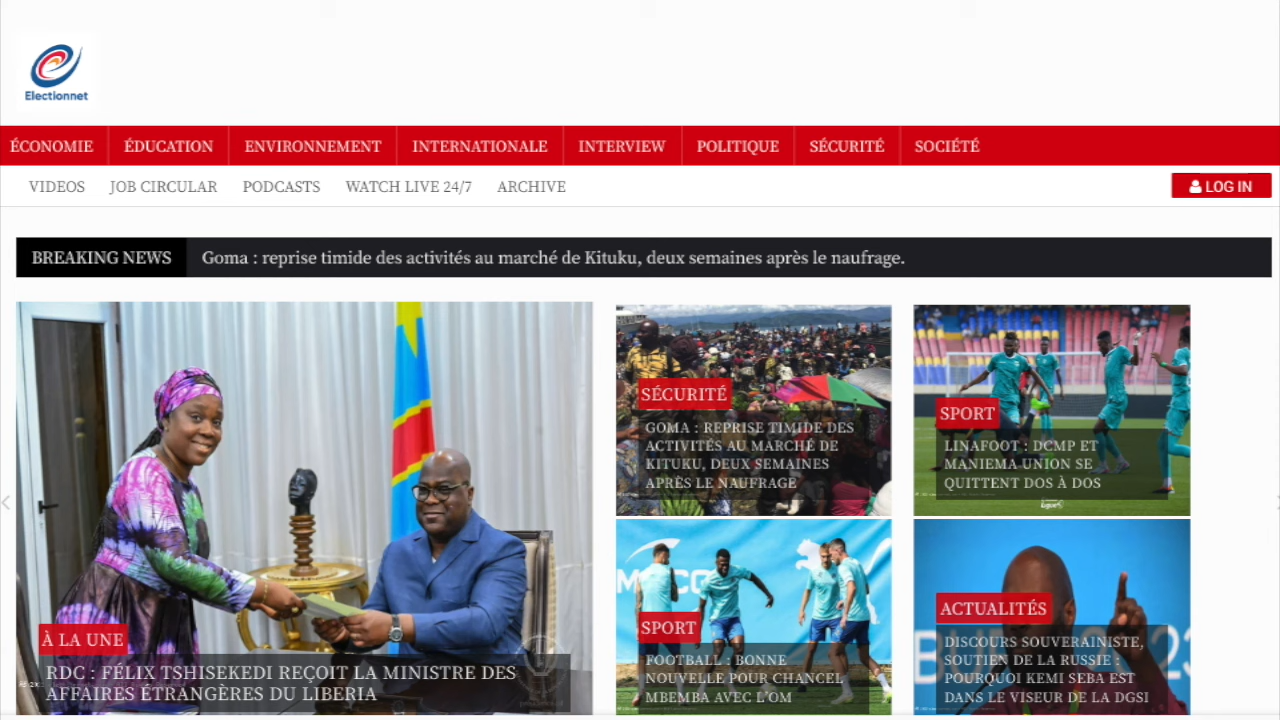 Electionnet
ÉCONOMIE ÉDUCATION ENVIRONNEMENT INTERNATIONALE INTERVIEW POLITIQUE SÉCURITÉ SOCIÉTÉ
VIDEOS JOB CIRCULAR PODCASTS WATCH LIVE 24/7 ARCHIVE LOG IN
BREAKING NEWS Goma : reprise timide des activités au marché de Kituku, deux semaines après le naufrage.
À LA UNE
RDC : FÉLIX TSHISEKEDI REÇOIT LA MINISTRE DES
AFFAIRES ÉTRANGÈRES DU LIBERIA
SÉCURITÉ
GOMA : REPRISE TIMIDE DES
ACTIVITÉS AU MARCHÉ DE
KITUKU, DEUX SEMAINES
APRÈS LE NAUFRAGE
SPORT
LINAFOOT : DCMP ET
MANIEMA UNION SE
QUITTENT DOS À DOS
SPORT
FOOTBALL : BONNE
NOUVELLE POUR CHANCEL
MBEMBA AVEC L'OM
ACTUALITÉS
DISCOURS SOUVERAINISTE,
SOUTIEN DE LA RUSSIE :
POURQUOI KEMI SEBA EST
DANS LE VISEUR DE LA DGSI